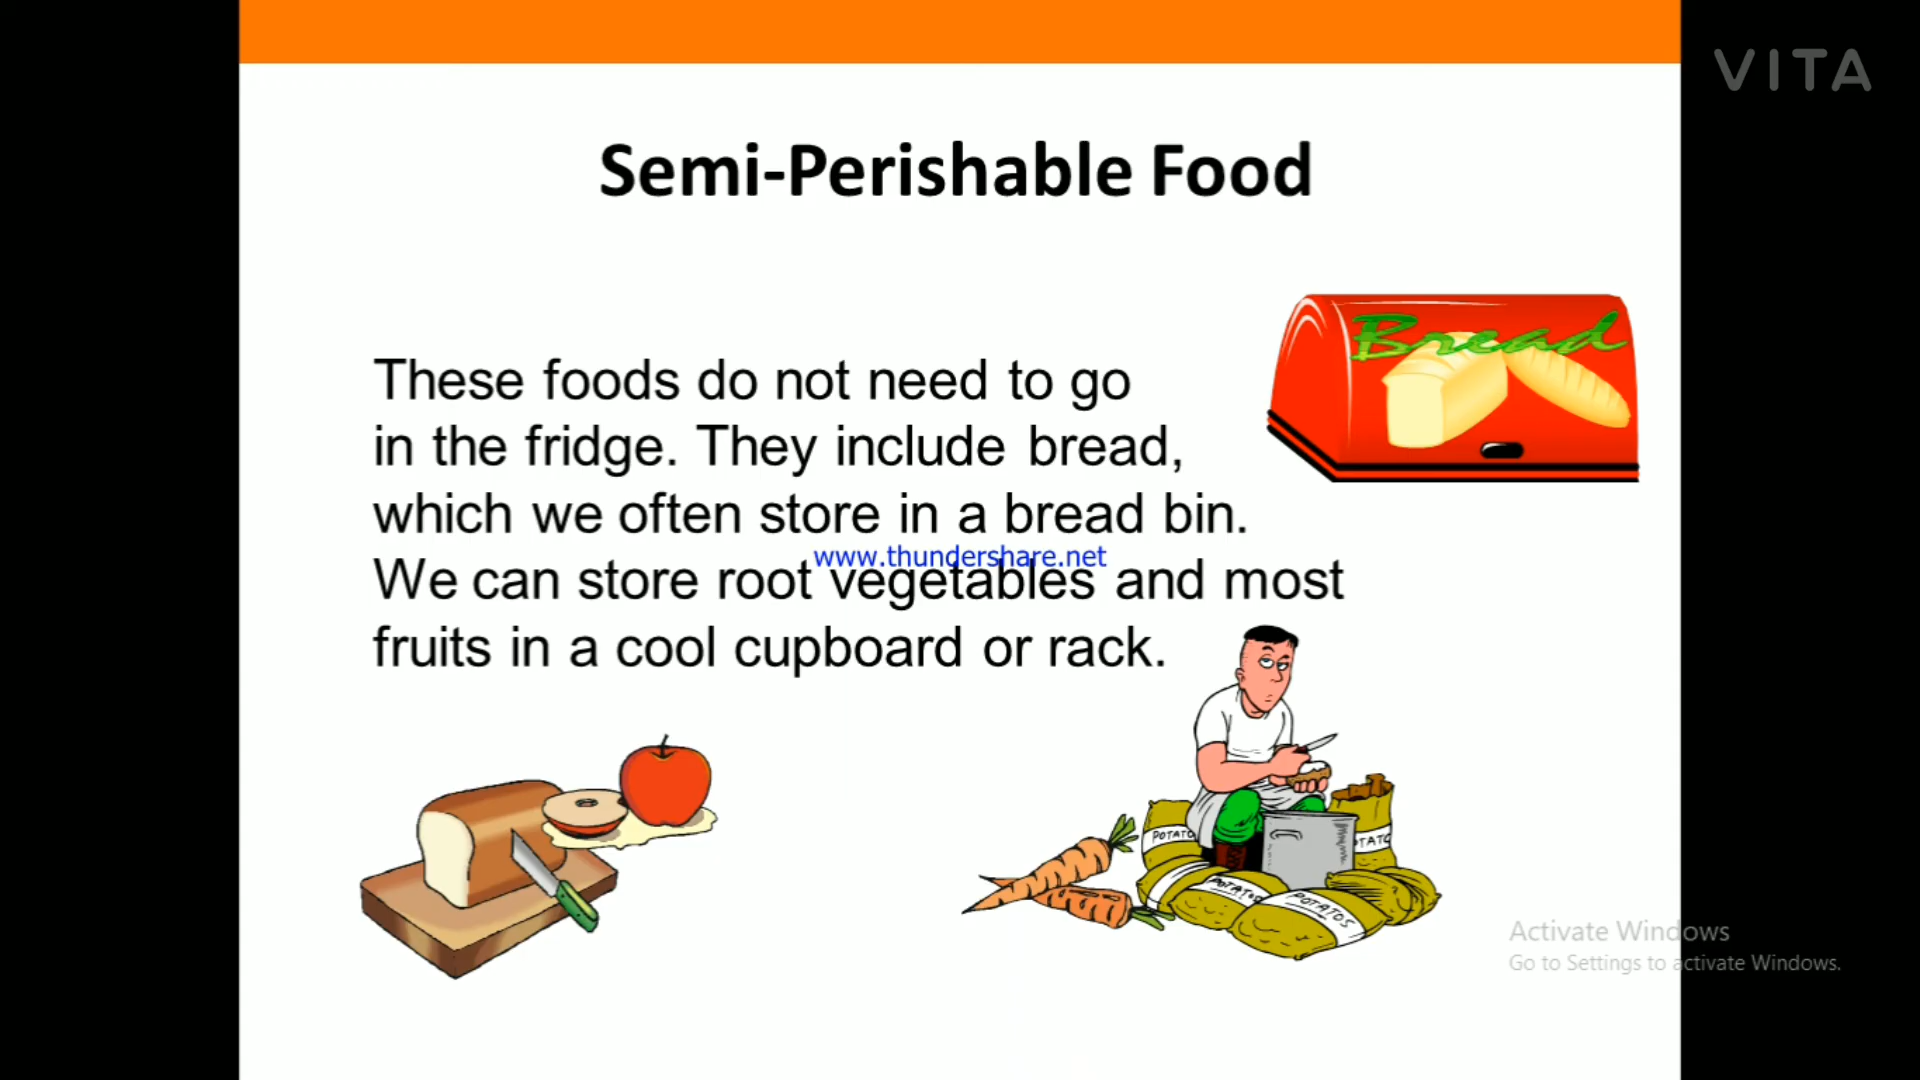 VITA
Semi-Perishable Food
Bread
These foods do not need to go
in the fridge. They include bread,
which we often store in a bread bin.
www.thundershare.net
We can store root vegetables and most
fruits in a cool cupboard or rack.
POTATO
TATO
POTATOS
POTATOS
Activate Windows
Go to Settings to activate Windows.